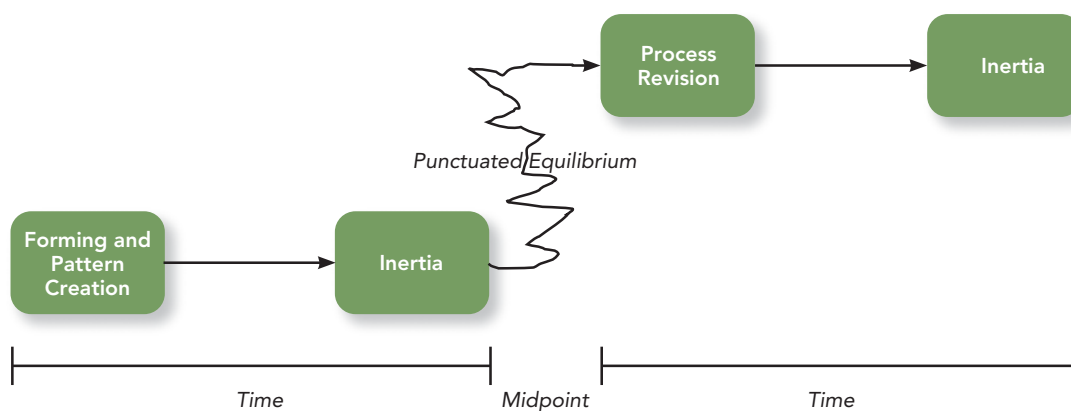 Process
Revision
Inertia
Punctuated Equilibrium
Forming and
Pattern
Creation
Inertia
Time
Midpoint
Time